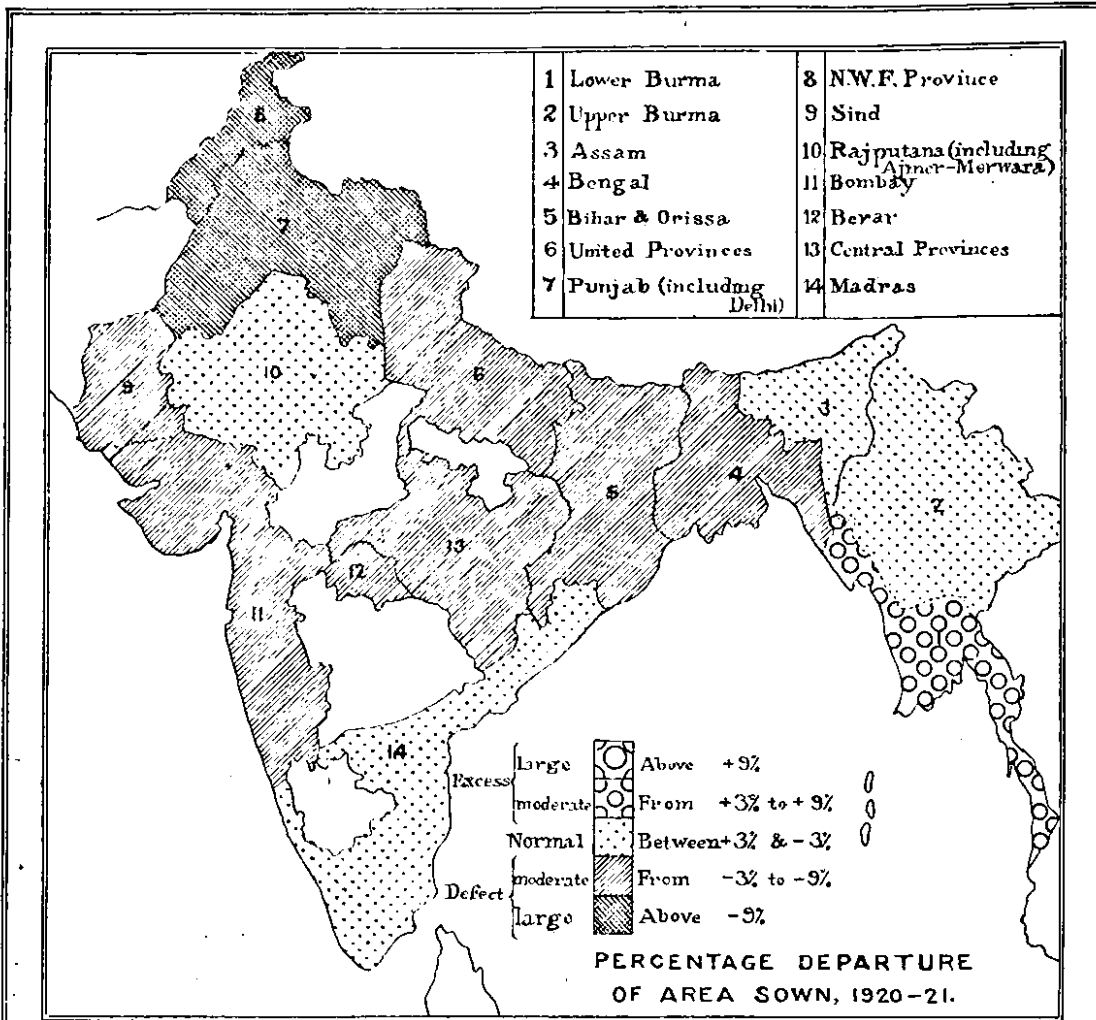 1 Lower Burma
2 Upper Burma
3 Assam
4 Bengal
5 Bihar & Orissa
6 United Provinces
7 Punjab (including
Delhi)
8 N.W.F. Province
9 Sind
10 Rajputana (including
Ajmer-Merwara)
11 Bombay
12 Berar
13 Central Provinces
14 Madras
8
7
10
9
6
3
5
4
2
13
12
11
14
1
Excess
large Above +9%
moderate From +3% to +9%
Normal Between +3% & -3%
Defect
moderate From -3% to -9%
large Above -9%
PERCENTAGE DEPARTURE
OF AREA SOWN, 1920-21.